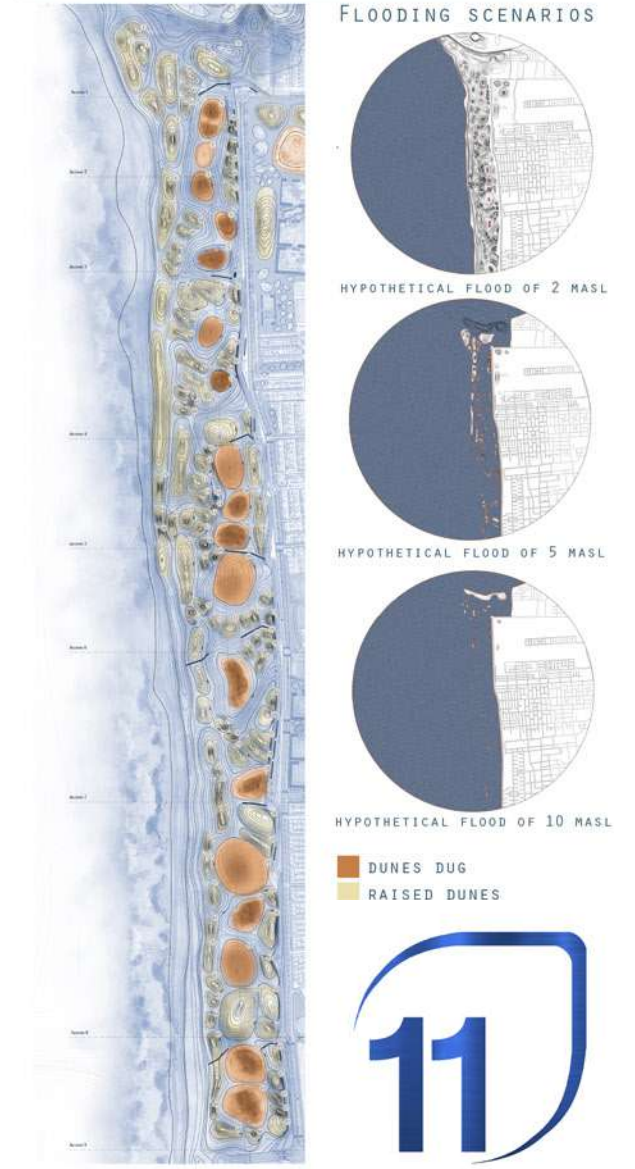 FLOODING SCENARIOS
HYPOTHETICAL FLOOD OF 2 MASL
HYPOTHETICAL FLOOD OF 5 MASL
HYPOTHETICAL FLOOD OF 10 MASL
DUNES DUG
RAISED DUNES
11